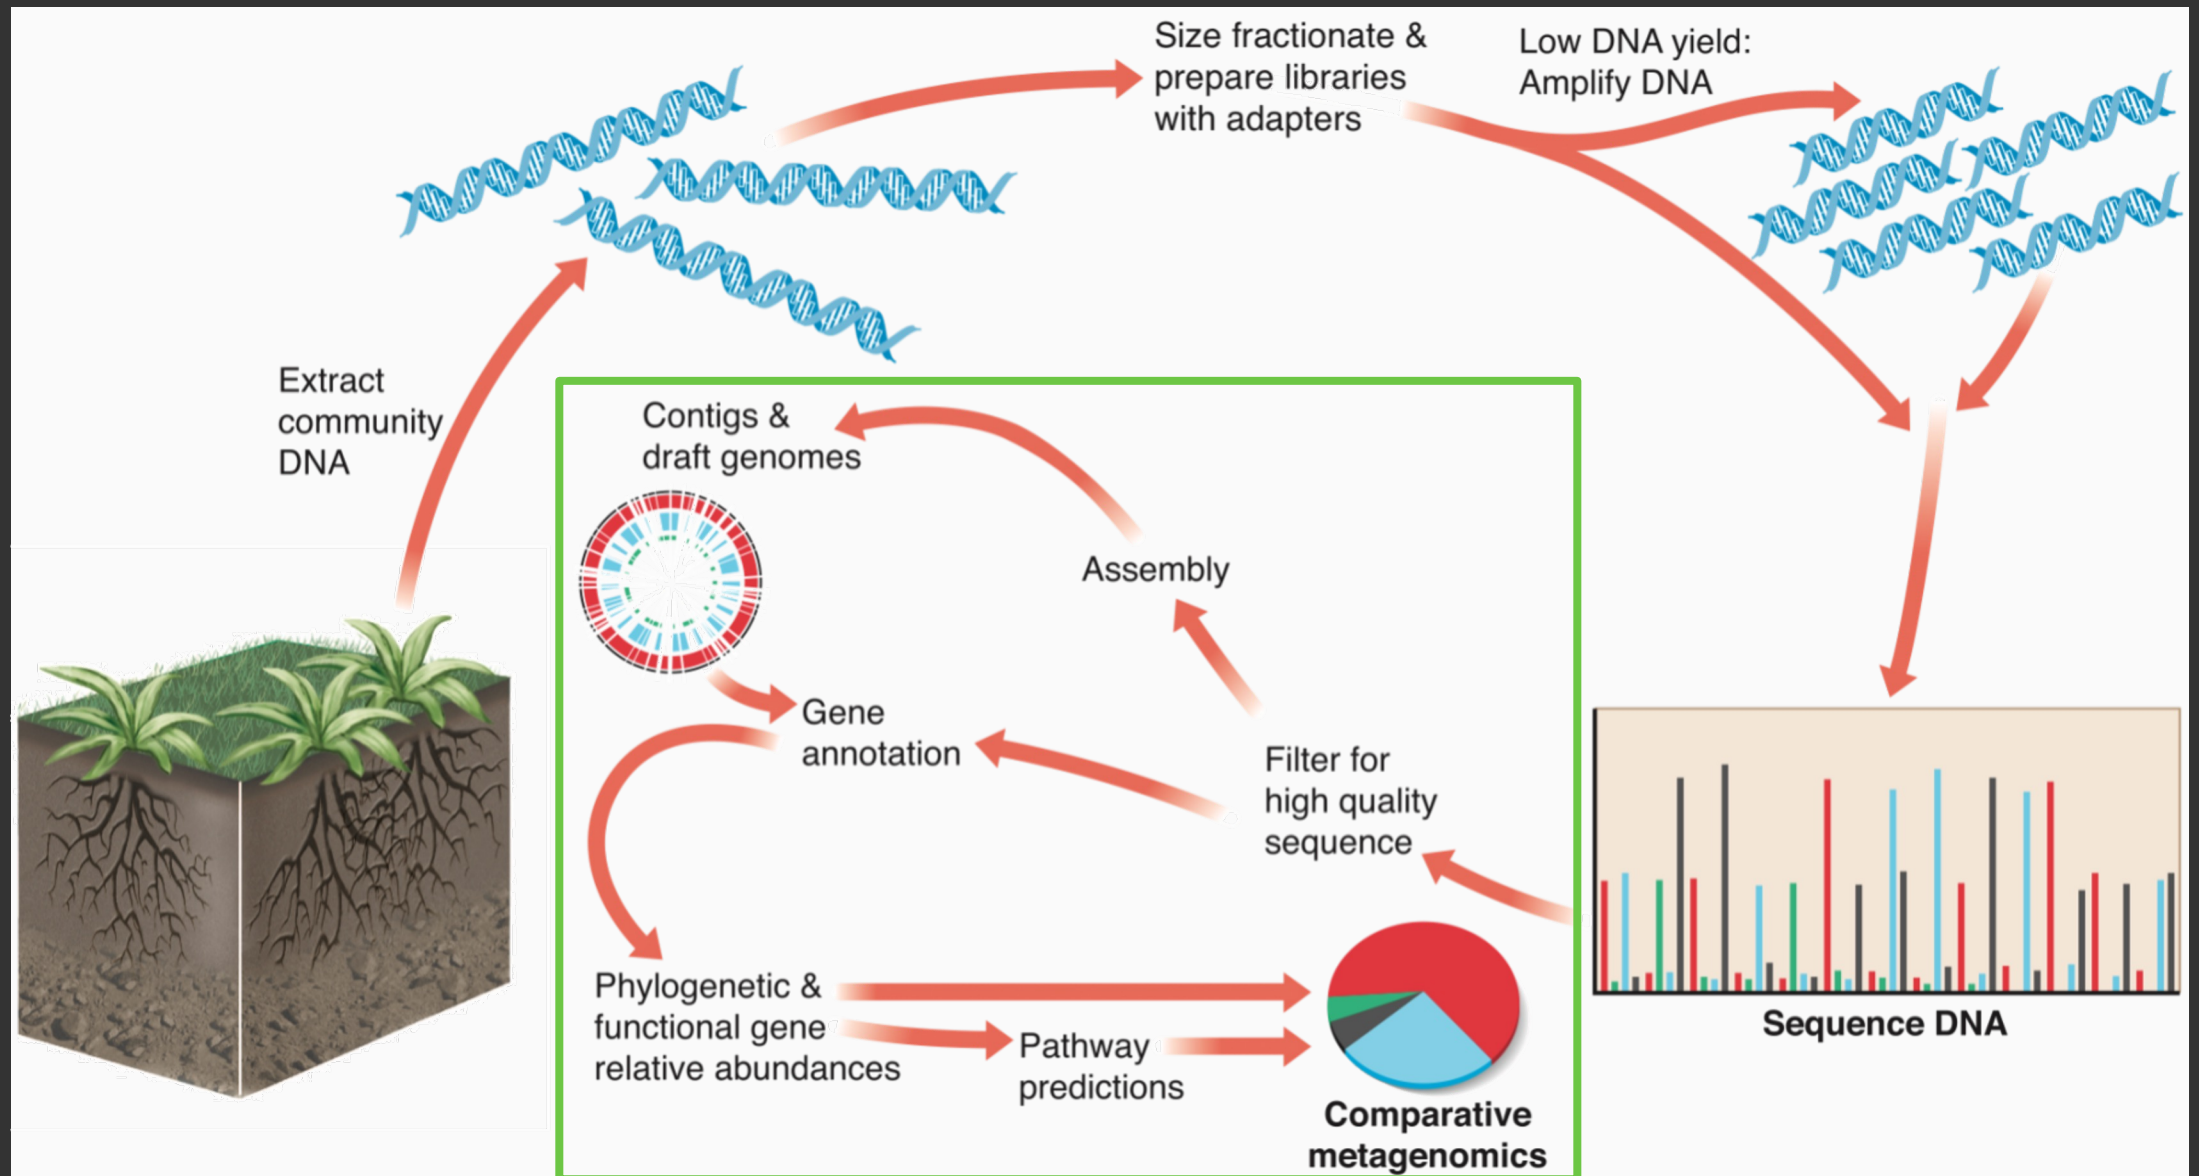 Size fractionate &
prepare libraries
with adapters
Low DNA yield:
Amplify DNA
Extract
community
DNA
Contigs &
draft genomes
Assembly
Gene
annotation
Filter for
high quality
sequence
Phylogenetic &
functional gene
relative abundances
Pathway
predictions
Comparative
metagenomics
Sequence DNA